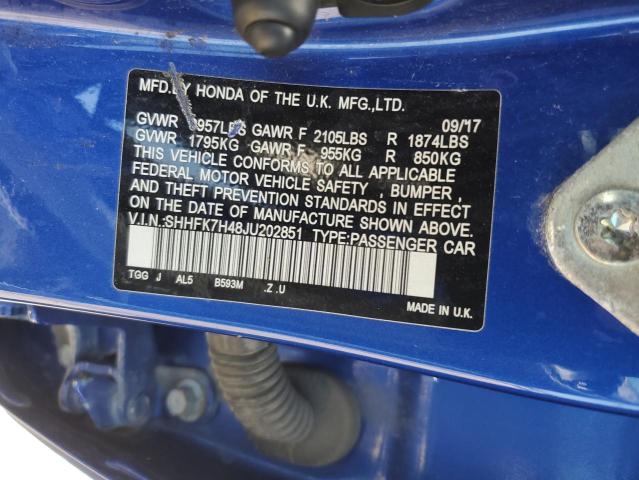 MFD. BY HONDA OF THE U.K. MFG.,LTD.
09/17
GVWR 3957LBS GAWR F 2105LBS R 1874LBS
GVWR 1795KG GAWR F 955KG R 850KG
THIS VEHICLE CONFORMS TO ALL APPLICABLE
FEDERAL MOTOR VEHICLE SAFETY , BUMPER ,
AND THEFT PREVENTION STANDARDS IN EFFECT
ON THE DATE OF MANUFACTURE SHOWN ABOVE.
V.I.N.:SHHFK7H48JU202851 TYPE:PASSENGER CAR
TGG J AL5 B593M .Z .U
MADE IN U.K.